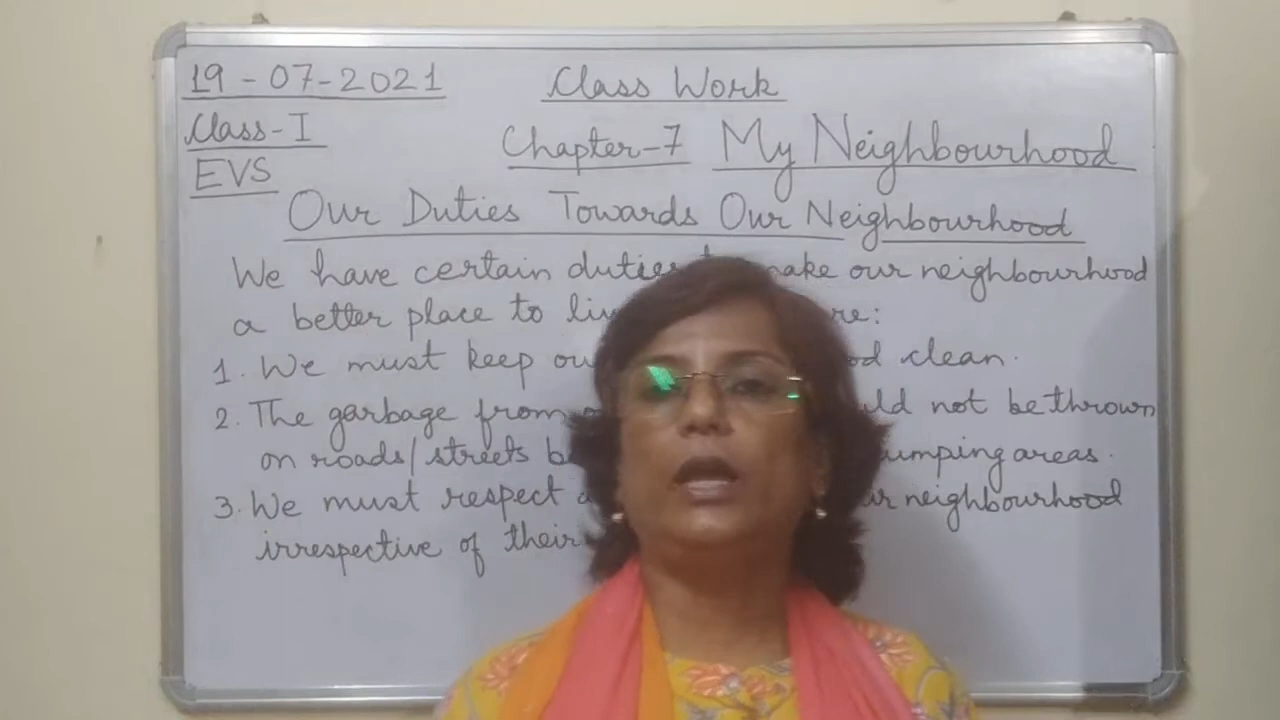 19-07-2021 Class Work
Class-I Chapter-7 My Neighbourhood
EVS
Our Duties Towards Our Neighbourhood
We have certain duties make our neighbourhood
a better place to
1. We must keep clean.
2. The garbage from not be thrown
on roads/streets areas.
3. We must respect neighbourhood
irrespective of their